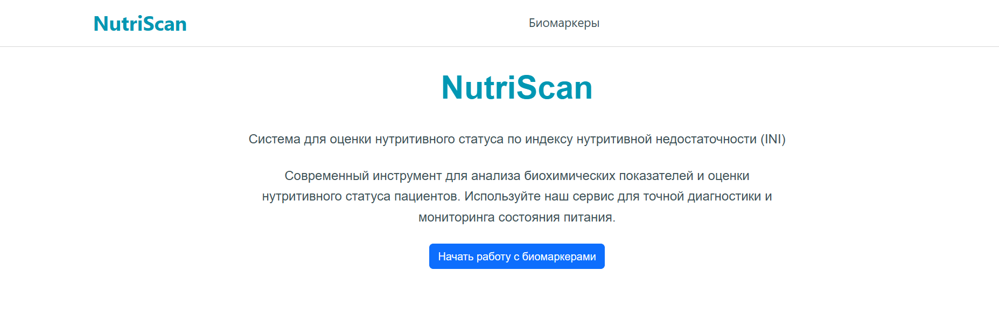 NutriScan
Биомаркеры
NutriScan
Система для оценки нутритивного статуса по индексу нутритивной недостаточности (INI)
Современный инструмент для анализа биохимических показателей и оценки
нутритивного статуса пациентов. Используйте наш сервис для точной диагностики и
мониторинга состояния питания.
Начать работу с биомаркерами